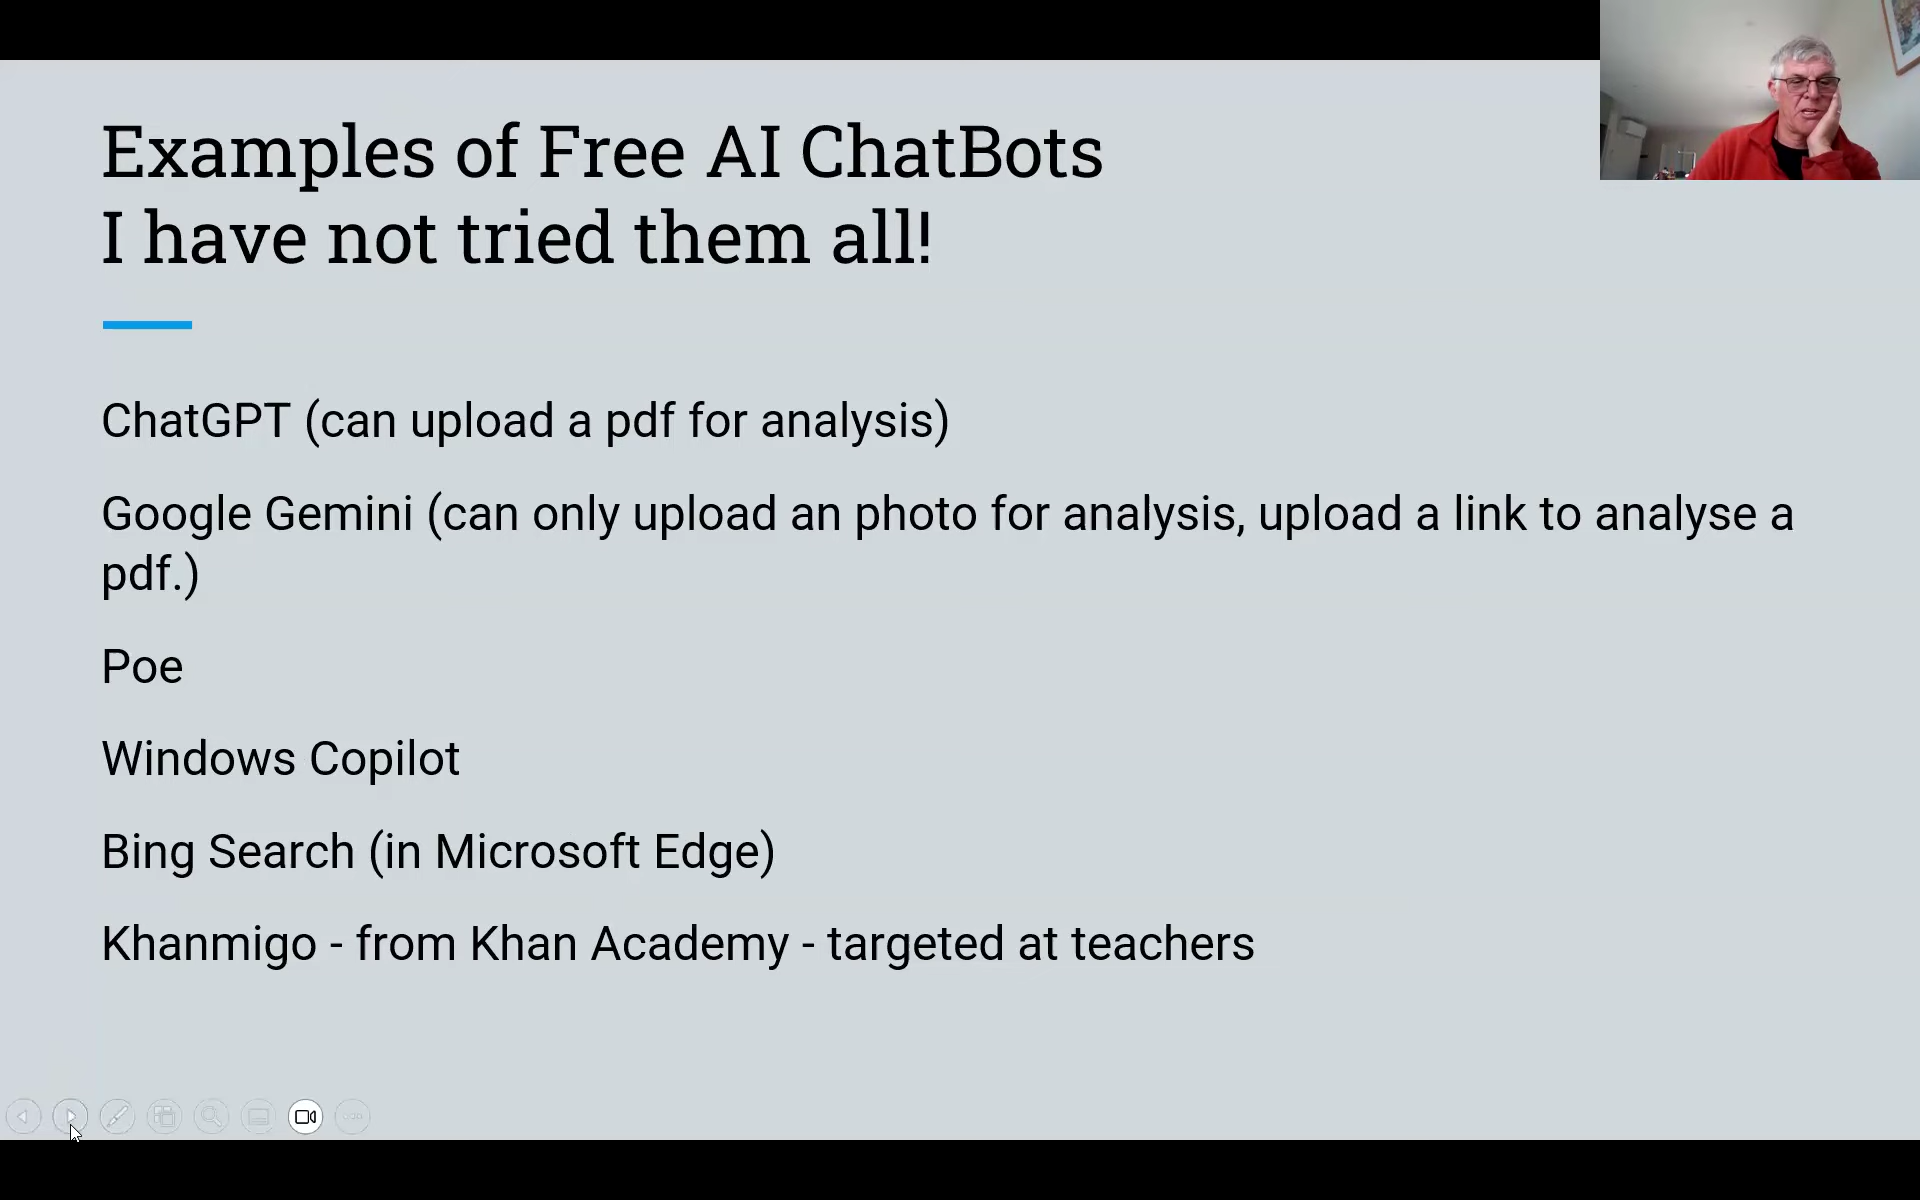 Examples of Free AI ChatBots
I have not tried them all!
ChatGPT (can upload a pdf for analysis)
Google Gemini (can only upload an photo for analysis, upload a link to analyse a
pdf.)
Poe
Windows Copilot
Bing Search (in Microsoft Edge)
Khanmigo - from Khan Academy - targeted at teachers